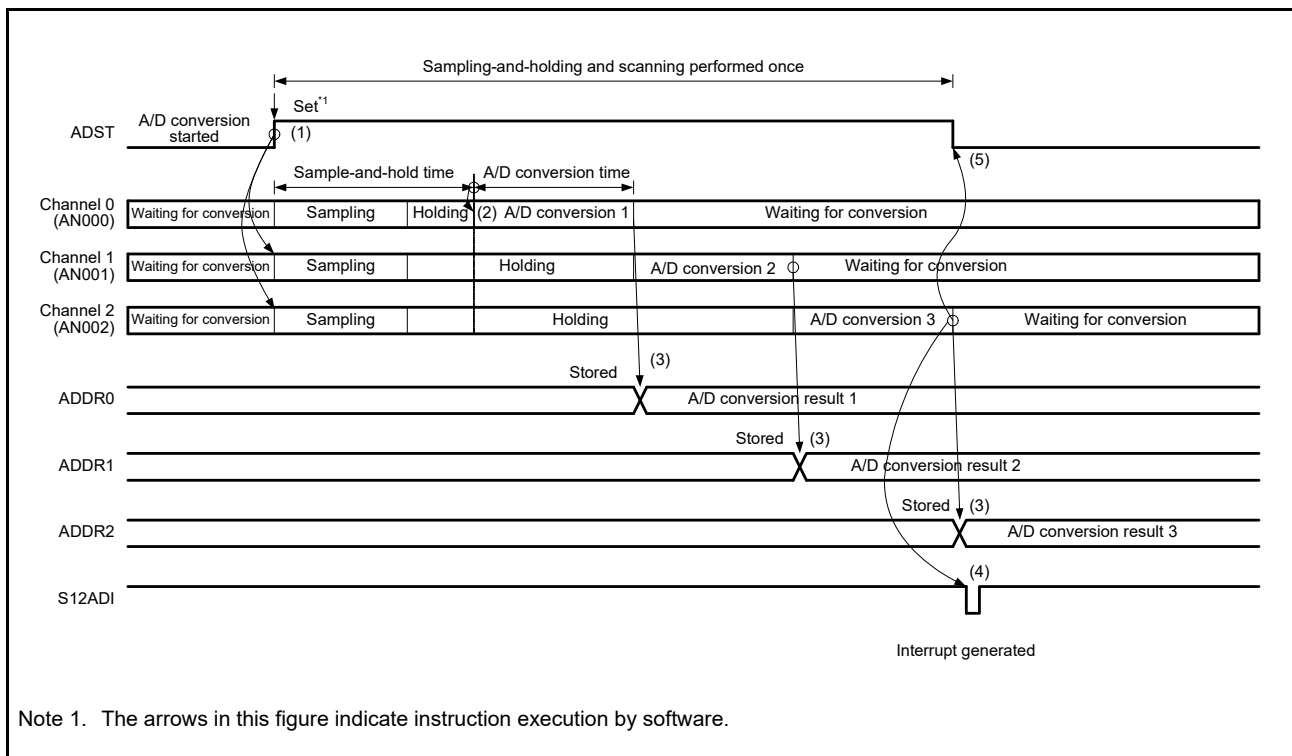 Sampling-and-holding and scanning performed once
Set*1
A/D conversion
started
ADST
(1)
(5)
Sample-and-hold time
A/D conversion time
Channel 0
(AN000)
Waiting for conversion
Sampling
Holding
(2)
A/D conversion 1
Waiting for conversion
Channel 1
(AN001)
Waiting for conversion
Sampling
Holding
A/D conversion 2
Waiting for conversion
Channel 2
(AN002)
Waiting for conversion
Sampling
Holding
A/D conversion 3
Waiting for conversion
Stored
(3)
ADDR0
A/D conversion result 1
Stored
(3)
ADDR1
A/D conversion result 2
Stored
(3)
ADDR2
A/D conversion result 3
(4)
S12ADI
Interrupt generated
Note 1. The arrows in this figure indicate instruction execution by software.